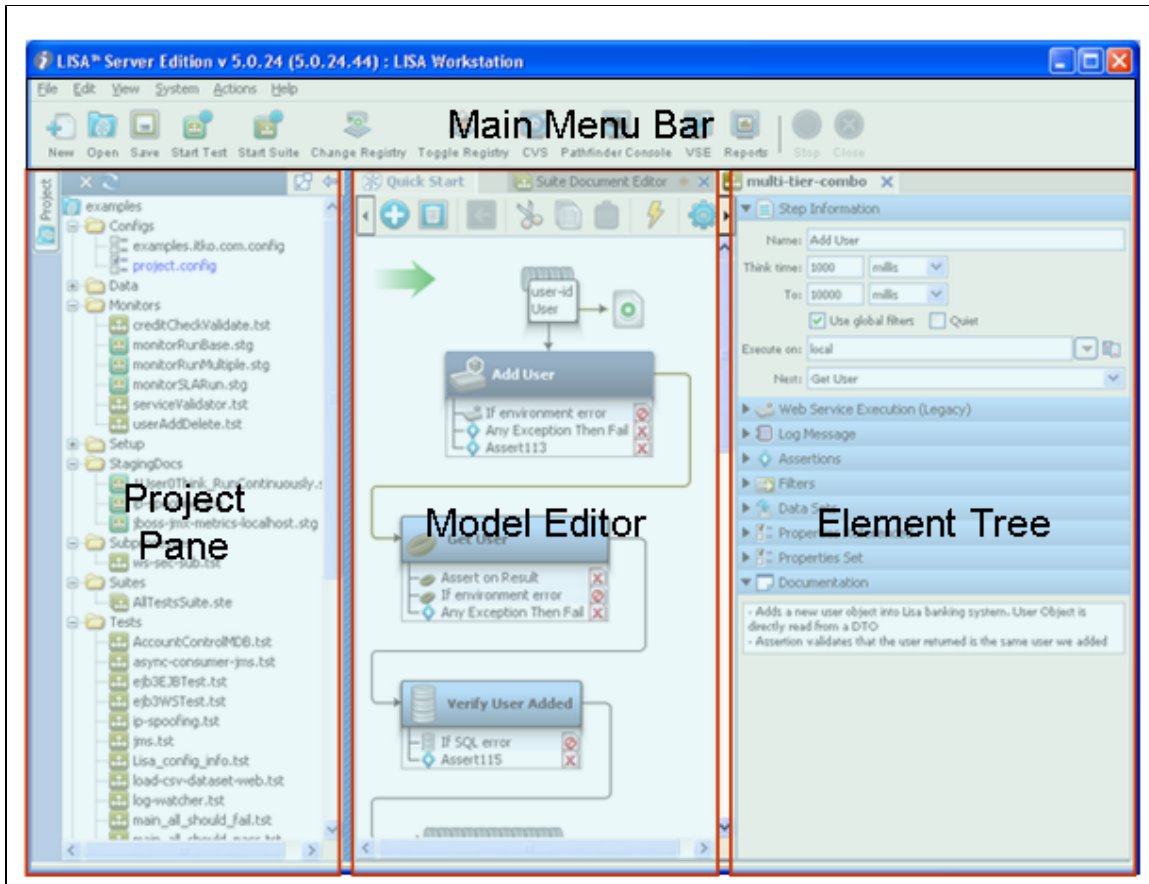 LISA™ Server Edition v 5.0.24 (5.0.24.44) : LISA Workstation
File Edit View System Actions Help
Main Menu Bar
New Open Save Start Test Start Suite Change Registry Toggle Registry CVS Pathfinder Console VSE Reports Stop Close
Project
examples
Configs
examples.itko.com.config
project.config
Data
Monitors
creditCheckValidate.tst
monitorRunBase.stg
monitorRunMultiple.stg
monitorSLARun.stg
serviceValidator.tst
userAddDelete.tst
Setup
StagingDocs
1User0Think_RunContinuously.s
jboss-jmx-metrics-localhost.stg
ws-sec-sub.tst
Suites
AllTestsSuite.ste
Tests
AccountControlMDB.tst
async-consumer-jms.tst
ejb3EJBTest.tst
ejb3WSTest.tst
ip-spoofing.tst
jms.tst
Lisa_config_info.tst
load-csv-dataset-web.tst
log-watcher.tst
main_all_should_fail.tst
main_all_should_pass.tst
Project
Pane
Quick Start Suite Document Editor
user-id
User
Add User
If environment error
Any Exception Then Fail
Assert113
Model Editor
Get User
Assert on Result
If environment error
Any Exception Then Fail
Verify User Added
If SQL error
Assert115
multi-tier-combo
Step Information
Name: Add User
Think time: 1000 millis
To: 10000 millis
Use global filters Quiet
Execute on: local
Next: Get User
Web Service Execution (Legacy)
Log Message
Assertions
Filters
Data Sets
Element Tree
Properties Set
Documentation
- Adds a new user object into Lisa banking system. User Object is
directly read from a DTO
- Assertion validates that the user returned is the same user we added